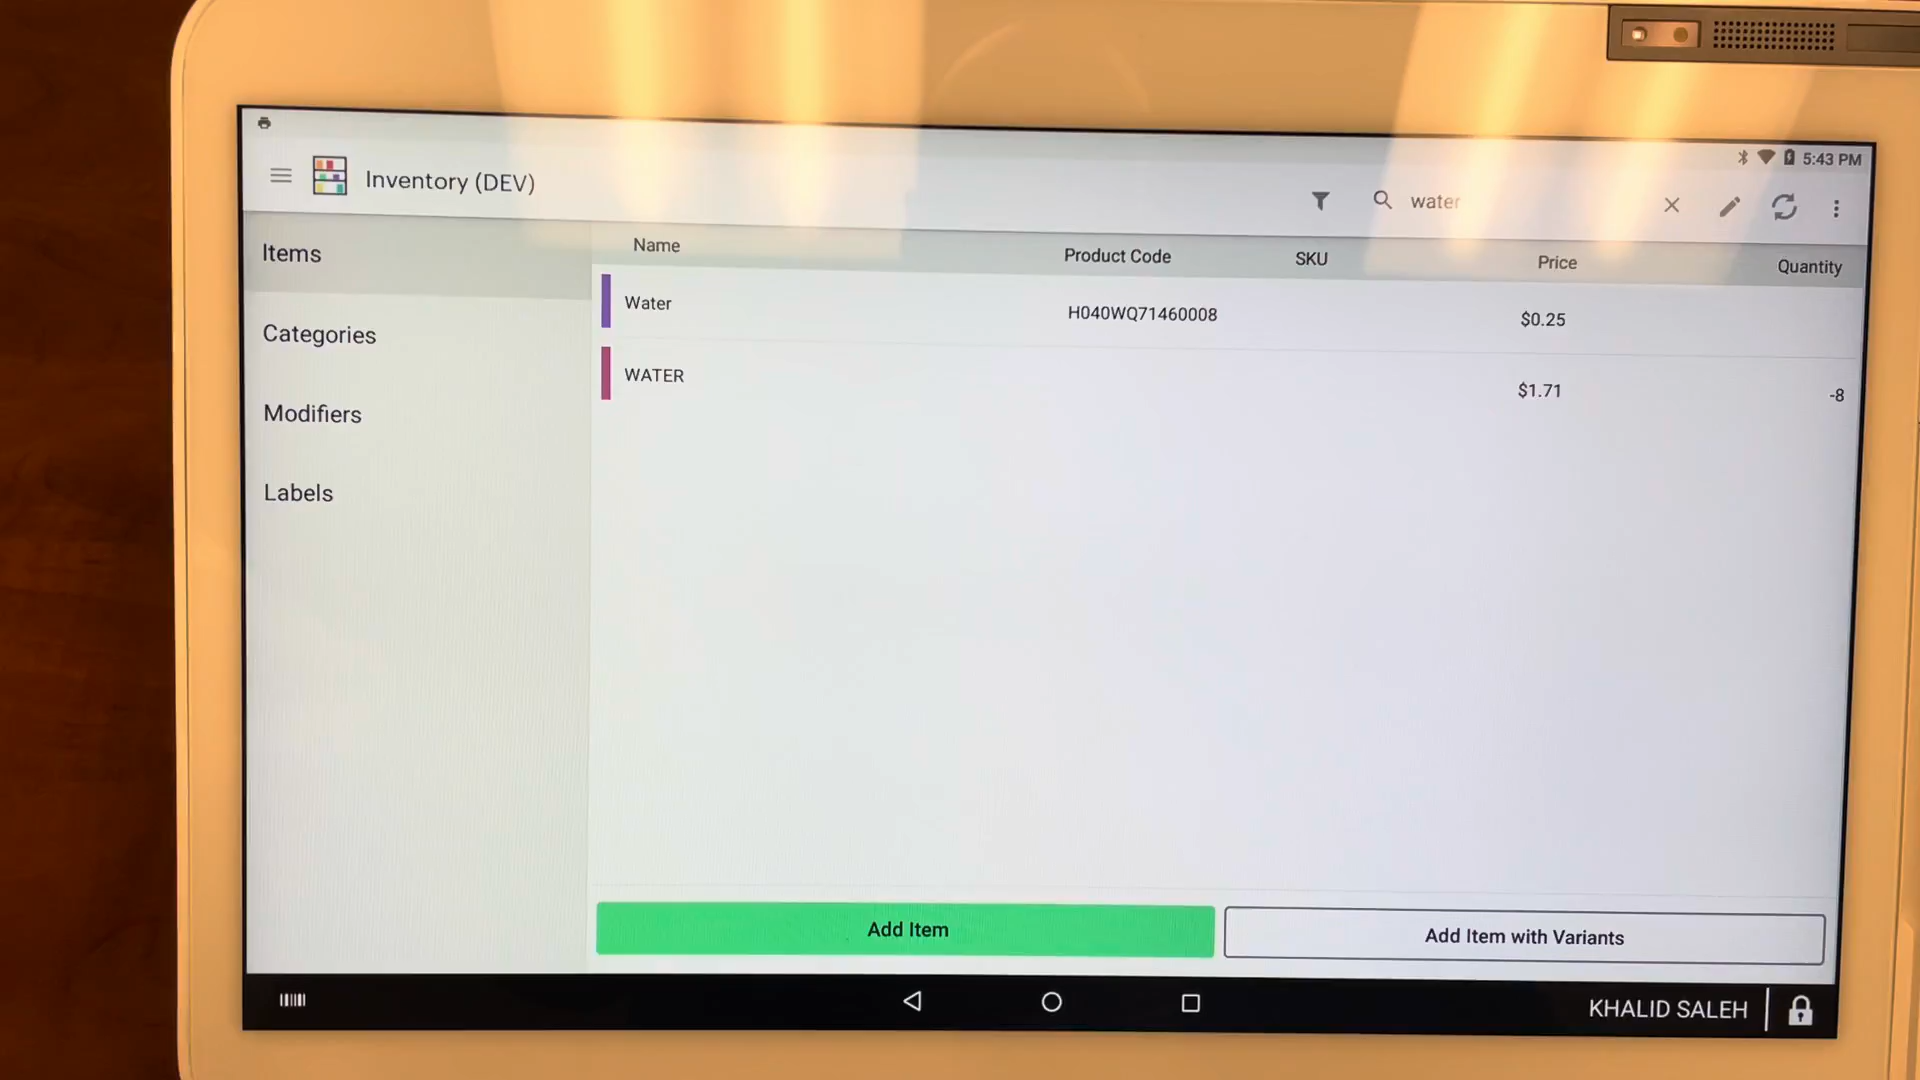 5:43 PM
Inventory (DEV)
water
Items
Categories
Modifiers
Labels
Name Product Code SKU Price Quantity
Water H040WQ71460008 $0.25
WATER $1.71 -8
Add Item
Add Item with Variants
KHALID SALEH